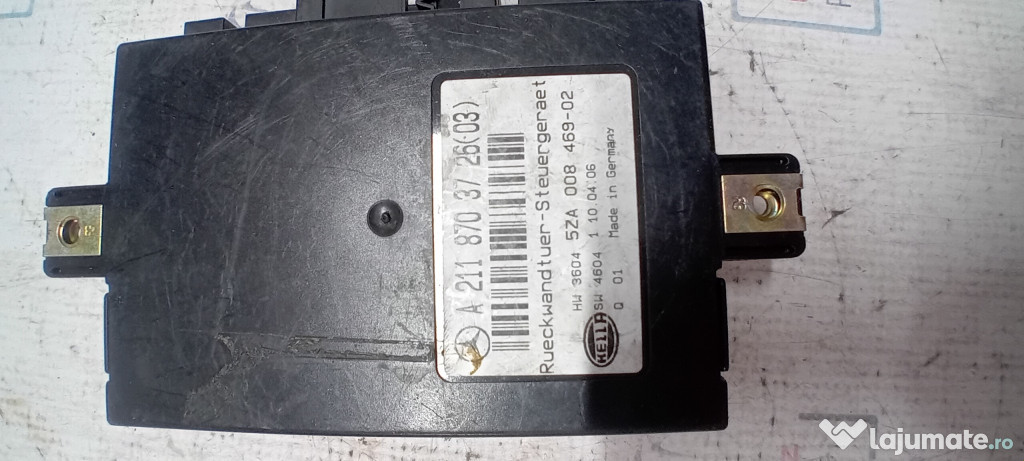 A 211 870 37 26(03)
Rueckwandtuer-Steuergeraet
HW 3604 5ZA 008 469-02
SW 4604 1 10.04.06
Q 01 Made in Germany
HELLA
lajumate.ro